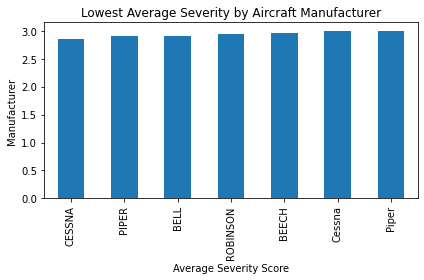 Lowest Average Severity by Aircraft Manufacturer
Manufacturer
3.0
2.5
2.0
1.5
1.0
0.5
0.0
CESSNA
PIPER
BELL
ROBINSON
BEECH
Cessna
Piper
Average Severity Score